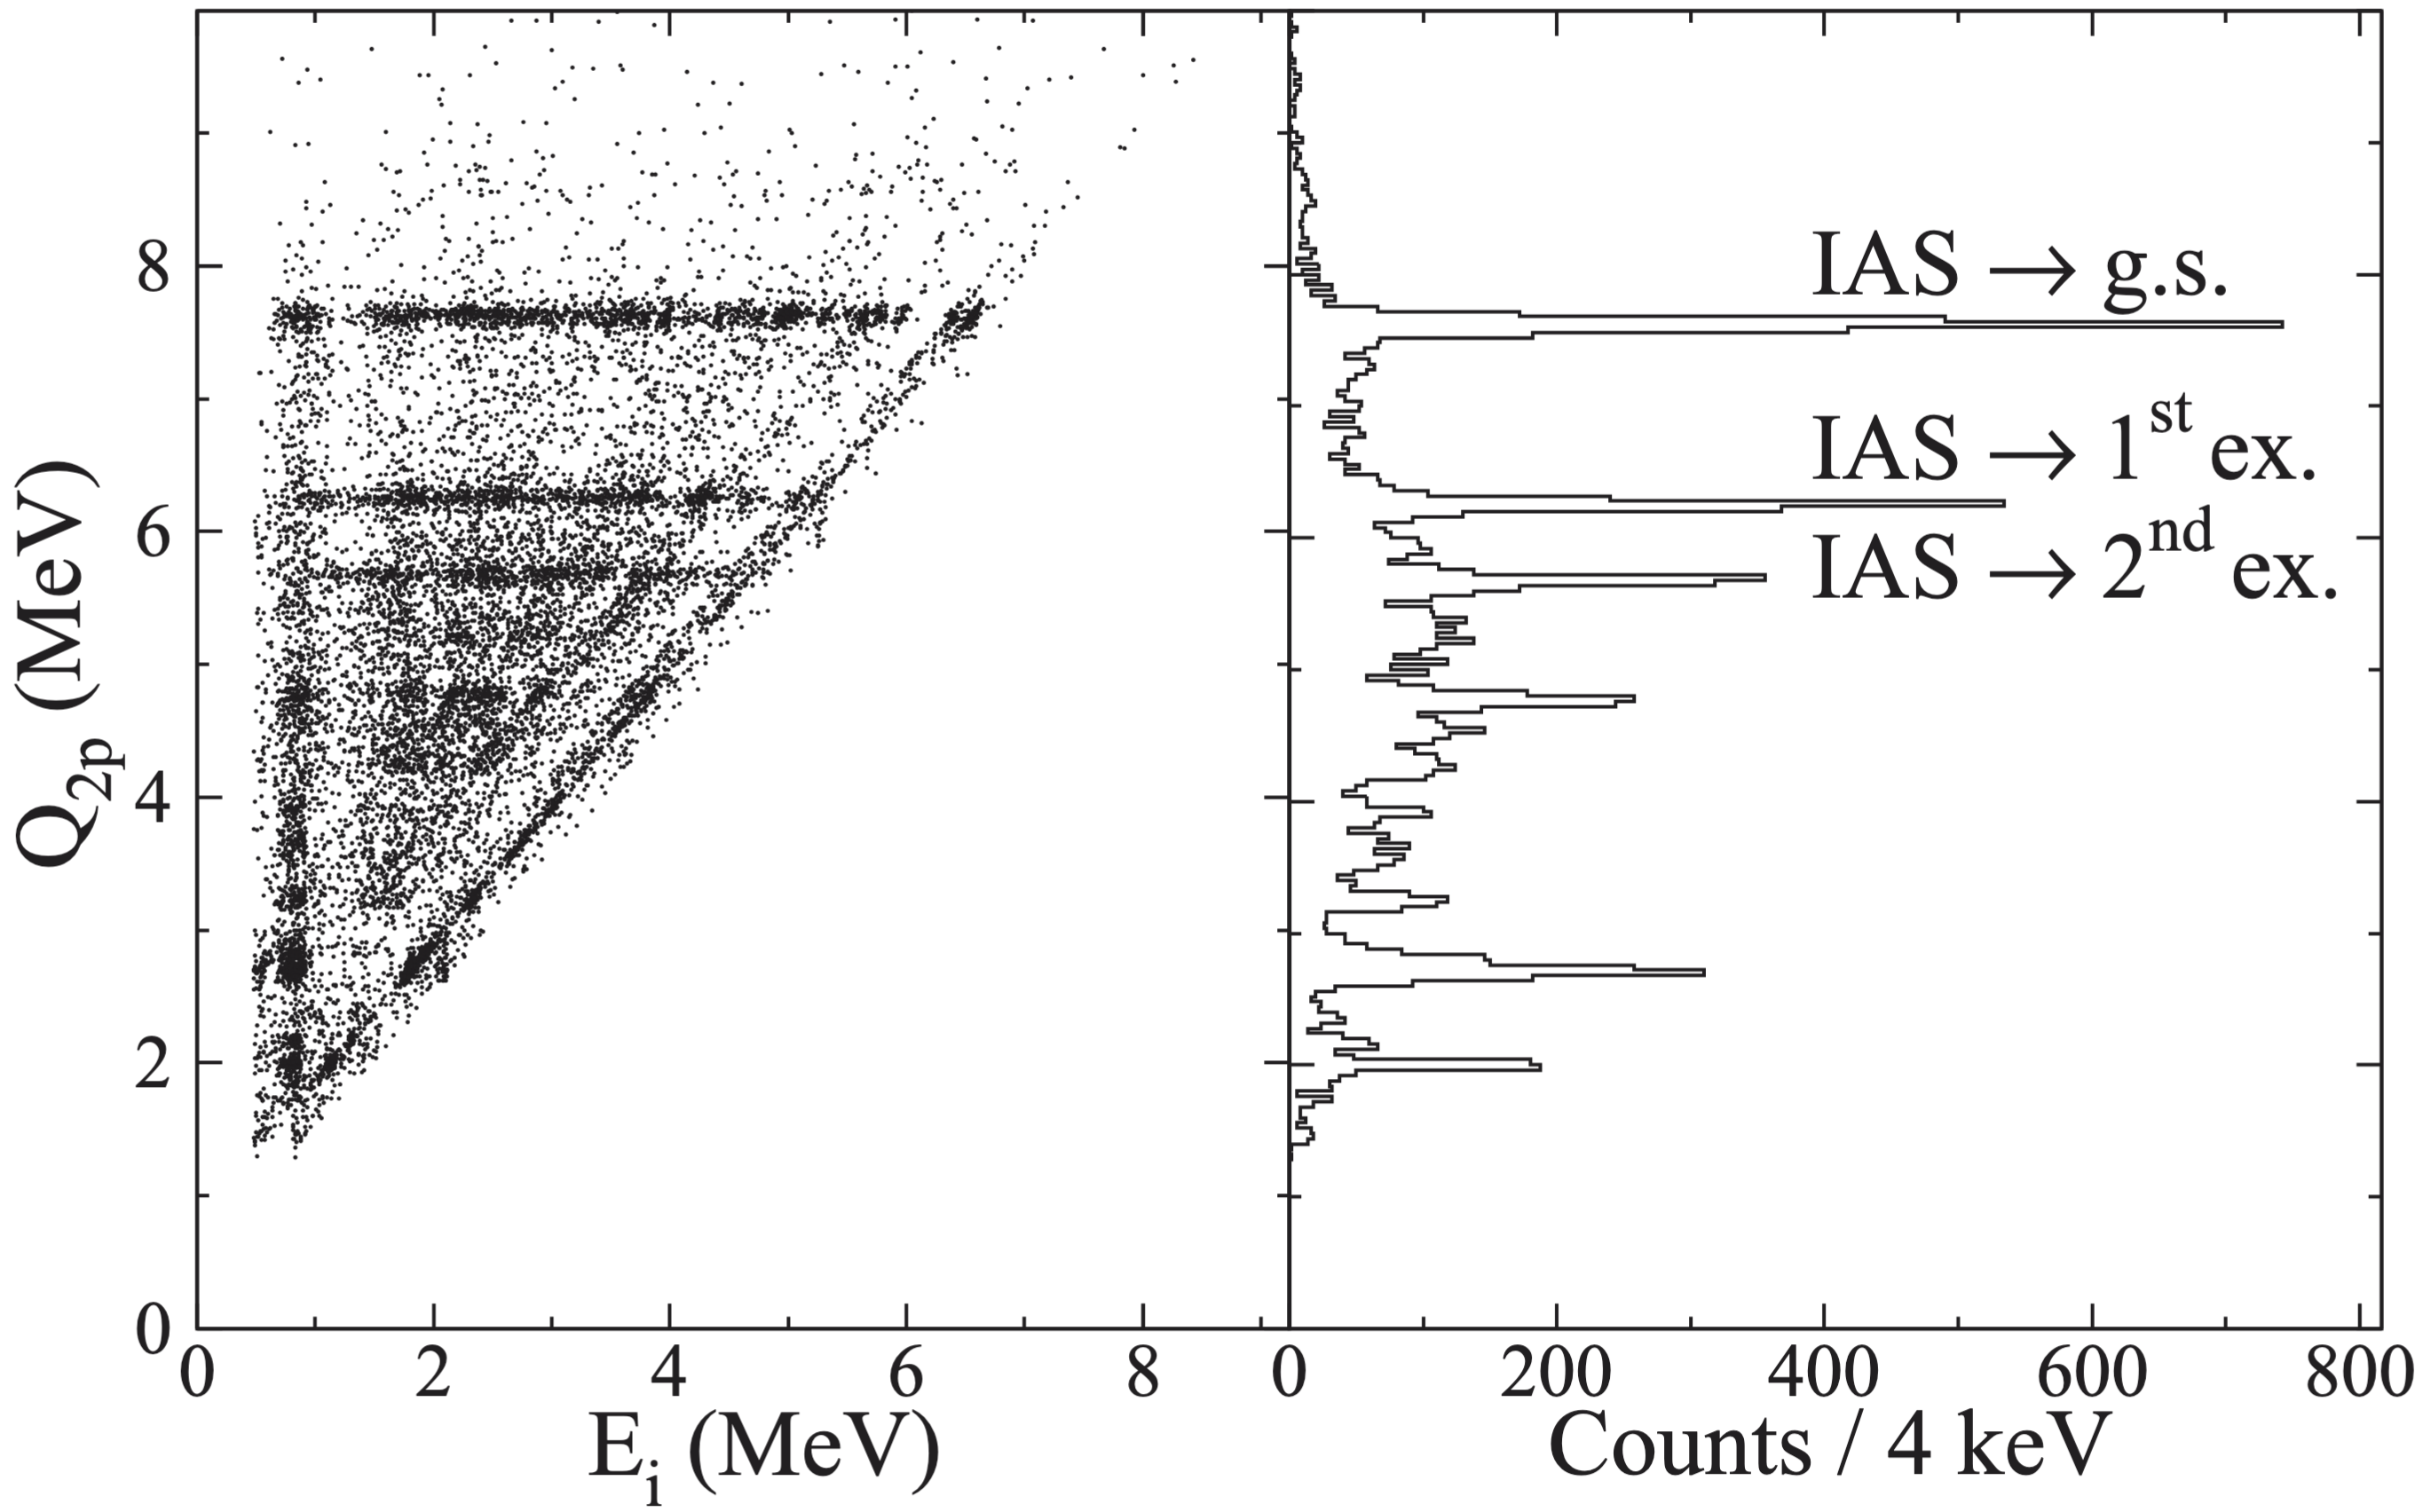 Q2p (MeV)
8
6
4
2
0
IAS → g.s.
IAS → 1st ex.
IAS → 2nd ex.
0 2 4 6 8 0 200 400 600 800
Ei (MeV) Counts / 4 keV